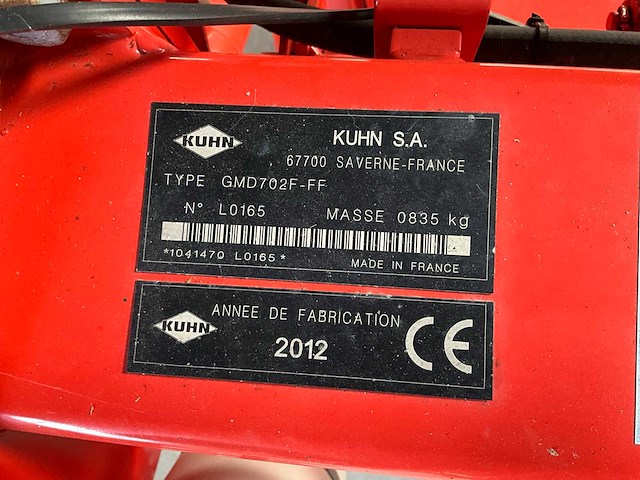 KUHN
KUHN S.A.
67700 SAVERNE-FRANCE
TYPE GMD702F-FF
N° L0165 MASSE 0835 kg
*1041470 L0165*
MADE IN FRANCE
KUHN
ANNEE DE FABRICATION
2012
CE